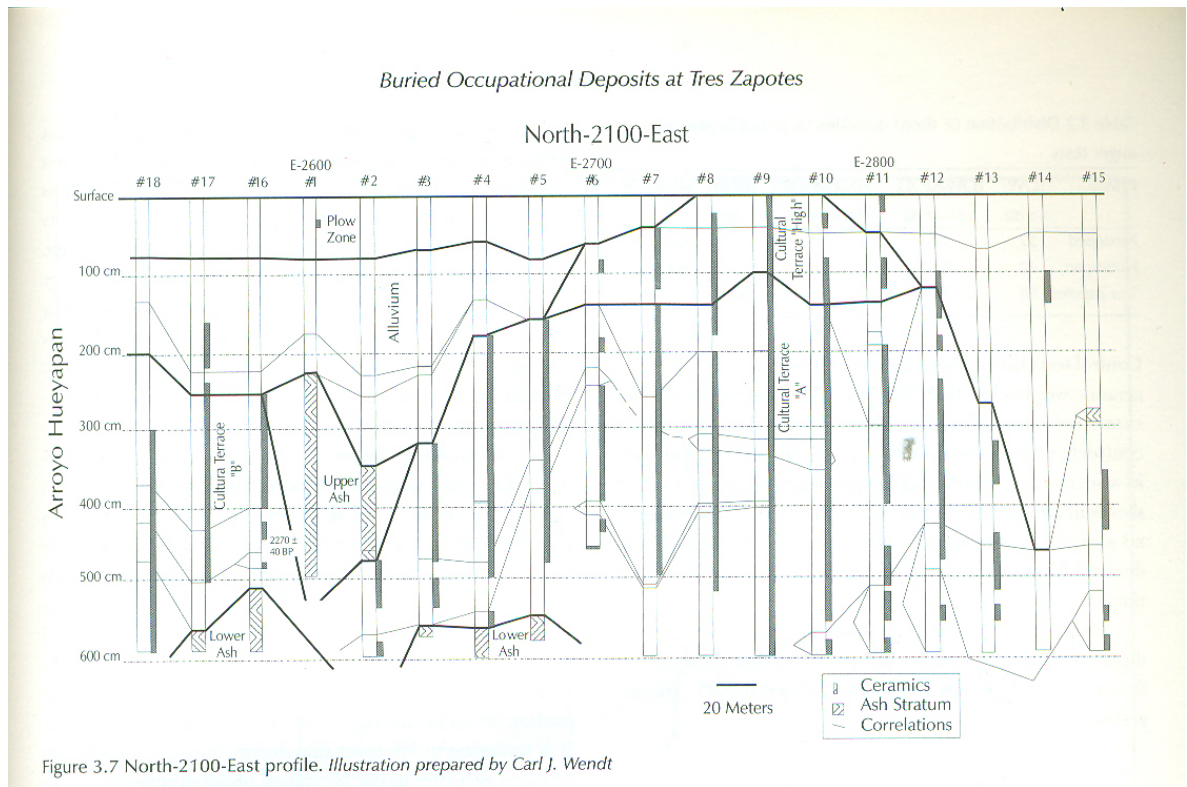 Buried Occupational Deposits at Tres Zapotes
North-2100-East
E-2600 E-2700 E-2800
#18 #17 #16 #1 #2 #3 #4 #5 #6 #7 #8 #9 #10 #11 #12 #13 #14 #15
Surface
Plow
Zone
100 cm
Alluvium
Cultural
Terrace "High"
200 cm
300 cm
Cultura Terrace
"B"
Cultural Terrace
"A"
Arroyo Hueyapan
Upper
Ash
400 cm
2270 ±
40 BP
500 cm
Lower
Ash
Lower
Ash
600 cm
20 Meters
Ceramics
Ash Stratum
Correlations
Figure 3.7 North-2100-East profile. Illustration prepared by Carl J. Wendt